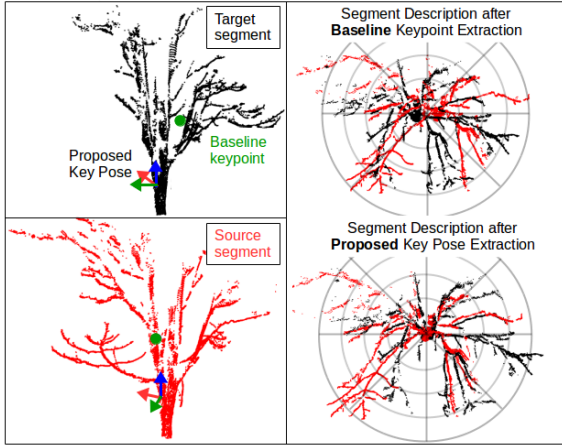 Target
segment
Proposed
Key Pose
Baseline
keypoint
Source
segment
Segment Description after
Baseline Keypoint Extraction
Segment Description after
Proposed Key Pose Extraction